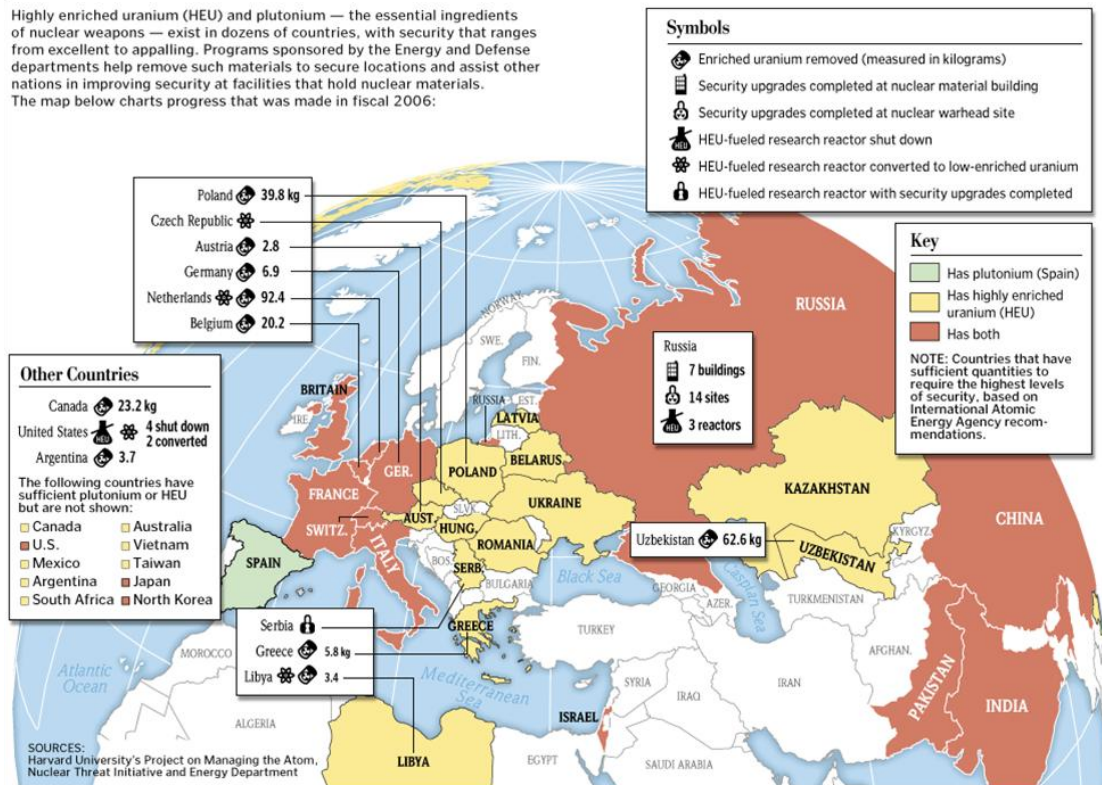 Highly enriched uranium (HEU) and plutonium — the essential ingredients
of nuclear weapons — exist in dozens of countries, with security that ranges
from excellent to appalling. Programs sponsored by the Energy and Defense
departments help remove such materials to secure locations and assist other
nations in improving security at facilities that hold nuclear materials.
The map below charts progress that was made in fiscal 2006:
Symbols
Enriched uranium removed (measured in kilograms)
Security upgrades completed at nuclear material building
Security upgrades completed at nuclear warhead site
HEU HEU-fueled research reactor shut down
HEU-fueled research reactor converted to low-enriched uranium
HEU-fueled research reactor with security upgrades completed
Key
Has plutonium (Spain)
Has highly enriched
uranium (HEU)
Has both
NOTE: Countries that have
sufficient quantities to
require the highest levels
of security, based on
International Atomic
Energy Agency recom-
mendations.
Poland 39.8 kg
Czech Republic
Austria 2.8
Germany 6.9
Netherlands 92.4
Belgium 20.2
Other Countries
Canada 23.2 kg
United States HEU 4 shut down
2 converted
Argentina 3.7
The following countries have
sufficient plutonium or HEU
but are not shown:
Canada Australia
U.S. Vietnam
Mexico Taiwan
Argentina Japan
South Africa North Korea
Russia
7 buildings
14 sites
HEU 3 reactors
Uzbekistan 62.6 kg
Serbia
Greece 5.8 kg
Libya 3.4
NORWAY
SWE.
FIN.
RUSSIA
BRITAIN
IRE.
RUSSIA
EST.
LATVIA
LITH.
GER.
POLAND
BELARUS
FRANCE
SWITZ.
AUST.
SLVK.
UKRAINE
KAZAKHSTAN
CHINA
HUNG.
ITALY
ROMANIA
BOS.
SERB.
BULGARIA
SPAIN
Black Sea
GEORGIA
AZER.
Caspian Sea
UZBEKISTAN
KYRGYZ.
TURKMENISTAN
GREECE
TURKEY
AFGHAN.
MOROCCO
Atlantic
Ocean
Mediterranean
Sea
SYRIA
IRAQ
IRAN
PAKISTAN
INDIA
ISRAEL
ALGERIA
LIBYA
EGYPT
SAUDI ARABIA
SOURCES:
Harvard University's Project on Managing the Atom,
Nuclear Threat Initiative and Energy Department